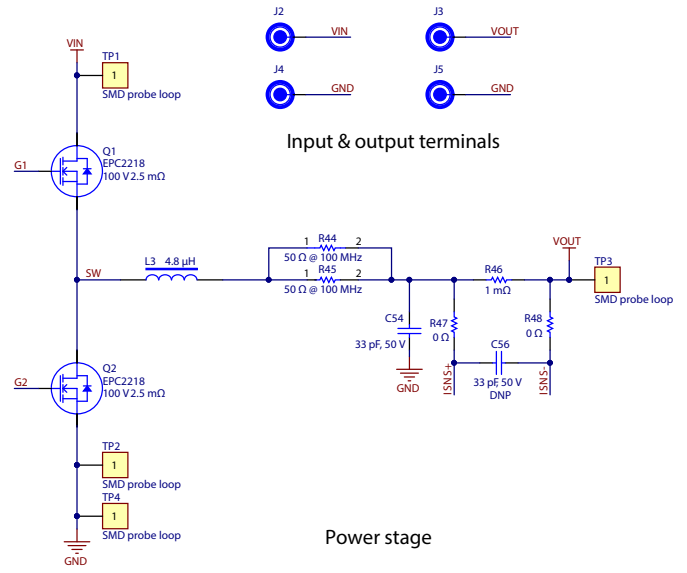 J2
VIN
J3
VOUT
J4
GND
J5
GND
Input & output terminals
VIN
TP1
1
SMD probe loop
G1
Q1
EPC2218
100 V 2.5 mΩ
SW
L3 4.8 µH
1 R44 2
50 Ω @ 100 MHz
1 R45 2
50 Ω @ 100 MHz
C54
33 pF, 50 V
GND
R46
1 mΩ
VOUT
TP3
1
SMD probe loop
R47
0 Ω
R48
0 Ω
C56
33 pF, 50 V
DNP
ISNS+
ISNS-
G2
Q2
EPC2218
100 V 2.5 mΩ
TP2
1
SMD probe loop
TP4
1
SMD probe loop
GND
Power stage